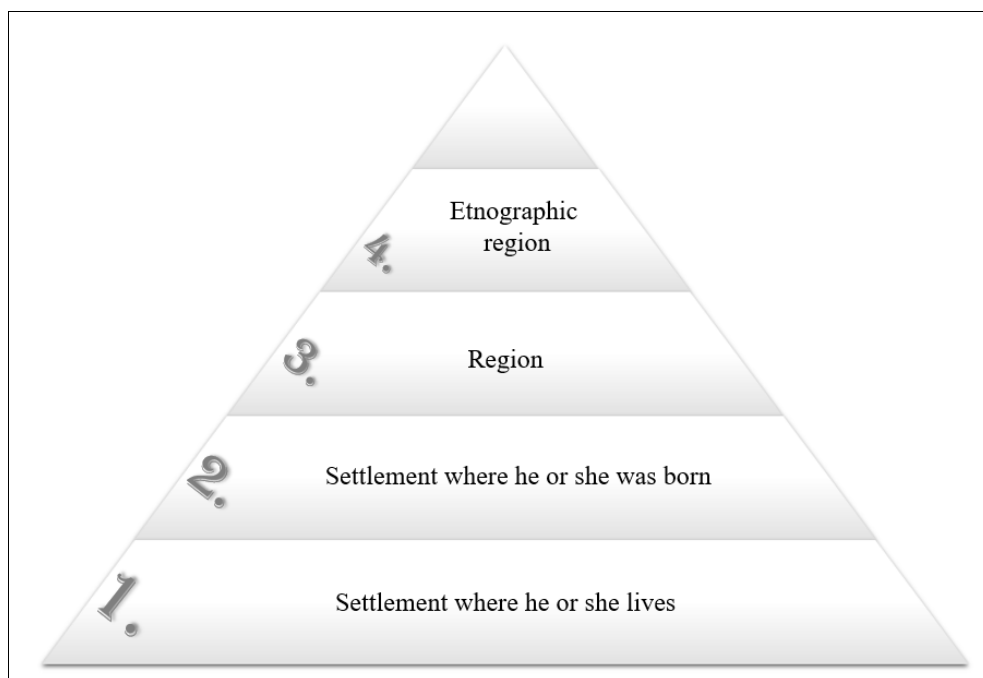 Etnographic
region
4.
Region
3.
Settlement where he or she was born
2.
Settlement where he or she lives
1.